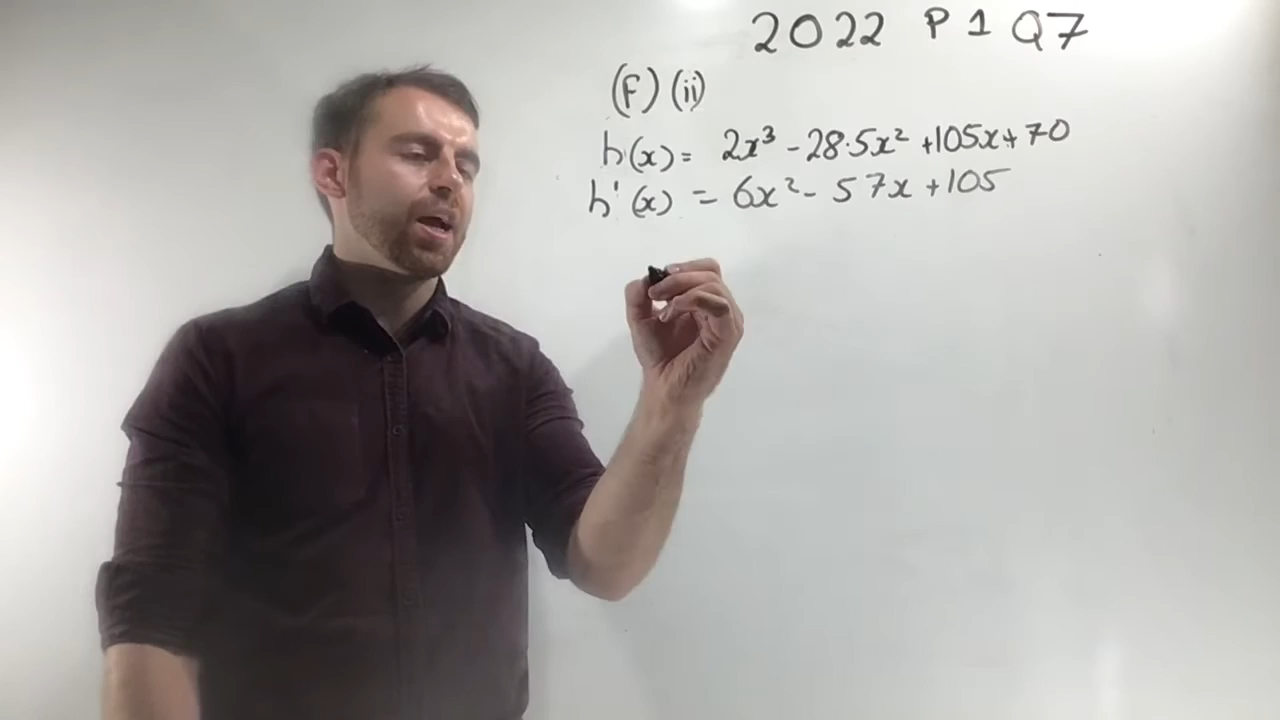 2022 P1 Q7
(F) (ii)
h(x) = 2x³ - 28.5x² + 105x + 70
h'(x) = 6x² - 57x + 105